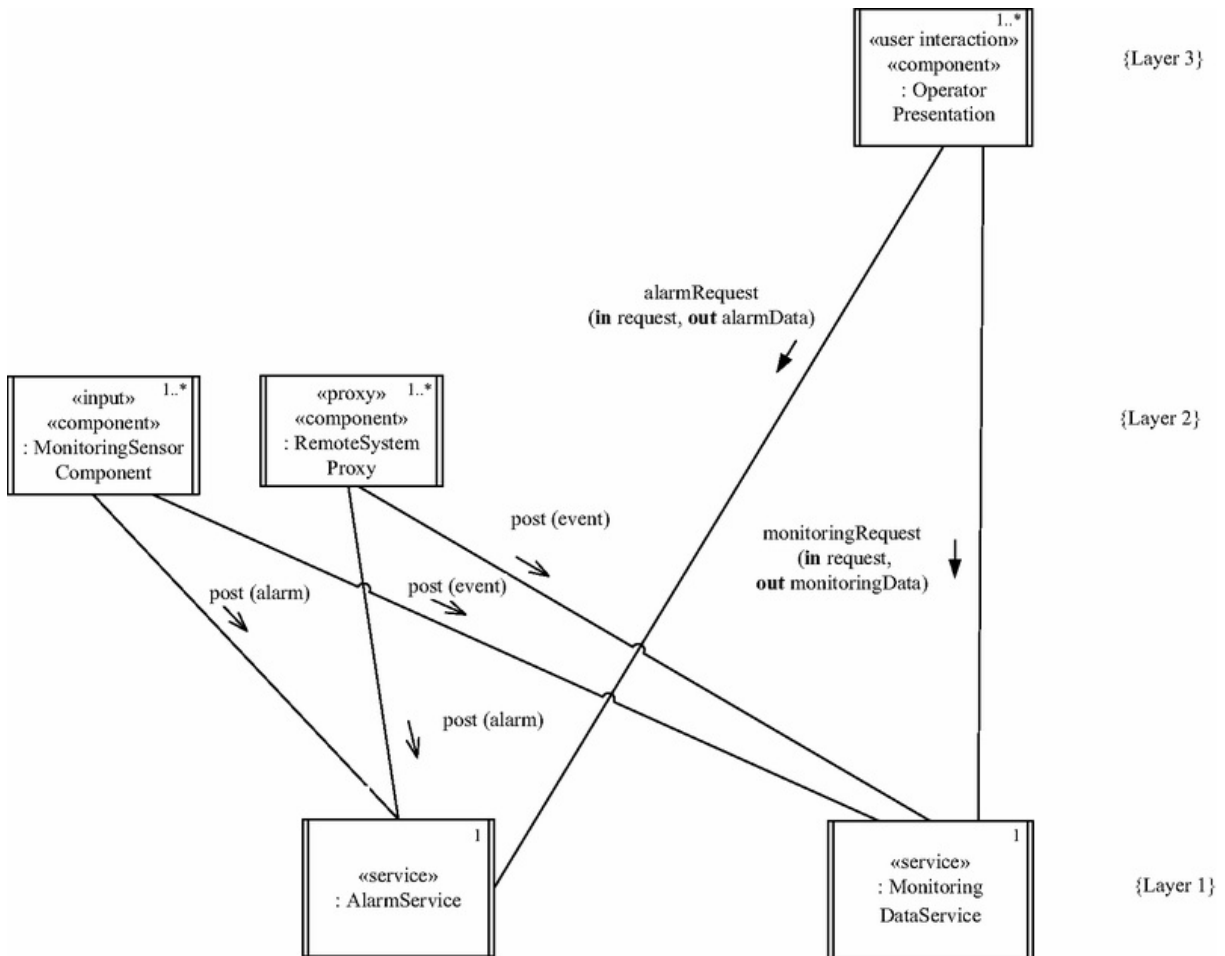 1..*
«user interaction»
«component»
: Operator
Presentation
{Layer 3}
alarmRequest
(in request, out alarmData)
1..*
«input»
«component»
: MonitoringSensor
Component
1..*
«proxy»
«component»
: RemoteSystem
Proxy
{Layer 2}
post (event)
monitoringRequest
(in request,
out monitoringData)
post (alarm)
post (event)
post (alarm)
1
«service»
: AlarmService
1
«service»
: Monitoring
DataService
{Layer 1}